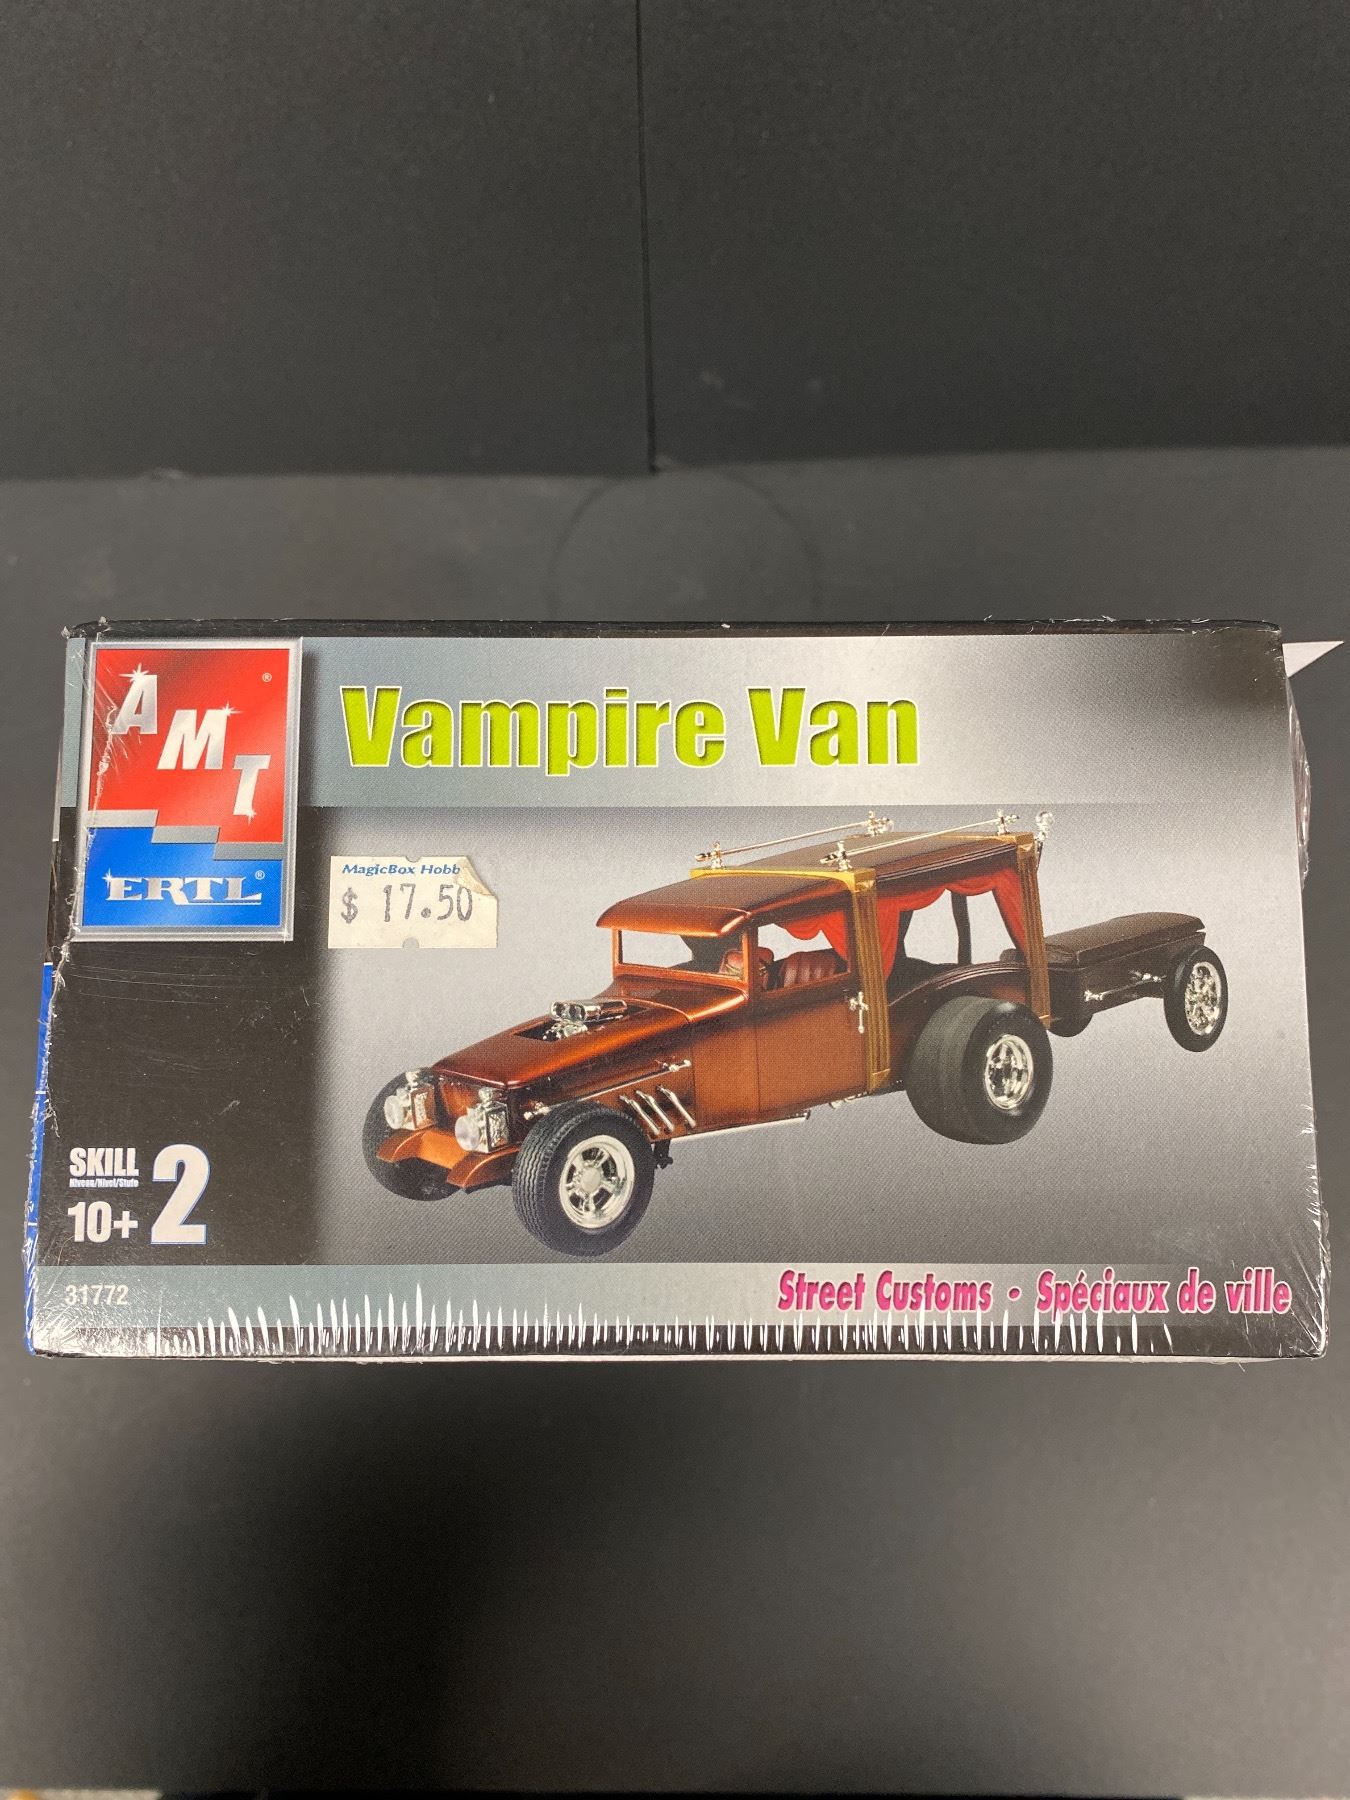 AMT®
ERTL®
Vampire Van
MagicBox Hobb
$ 17.50
SKILL 2
Niveau/Nivel/Stufe
10+
31772
Street Customs • Spéciaux de ville